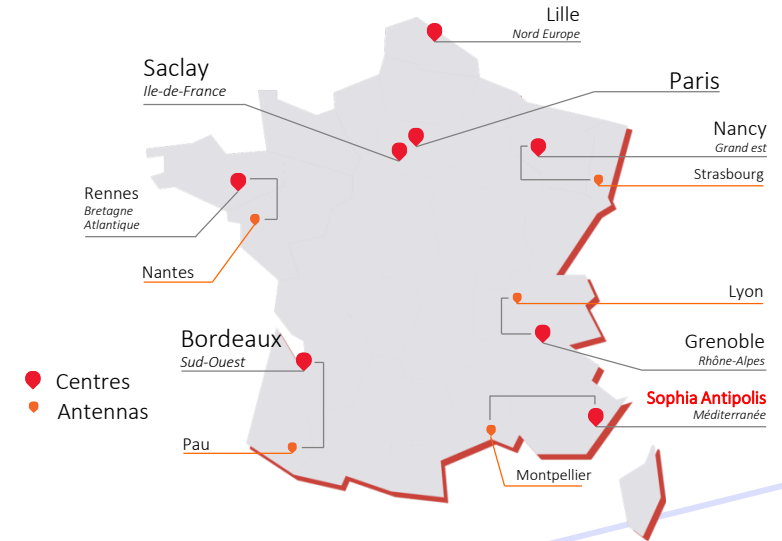 Lille
Nord Europe
Saclay
Ile-de-France
Paris
Nancy
Grand est
Strasbourg
Rennes
Bretagne
Atlantique
Nantes
Lyon
Bordeaux
Sud-Ouest
Grenoble
Rhône-Alpes
Centres
Antennas
Sophia Antipolis
Méditerranée
Pau
Montpellier